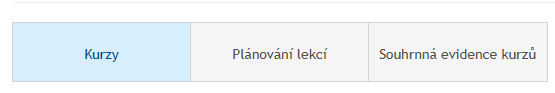 Kurzy
Plánování lekcí
Souhrnná evidence kurzů